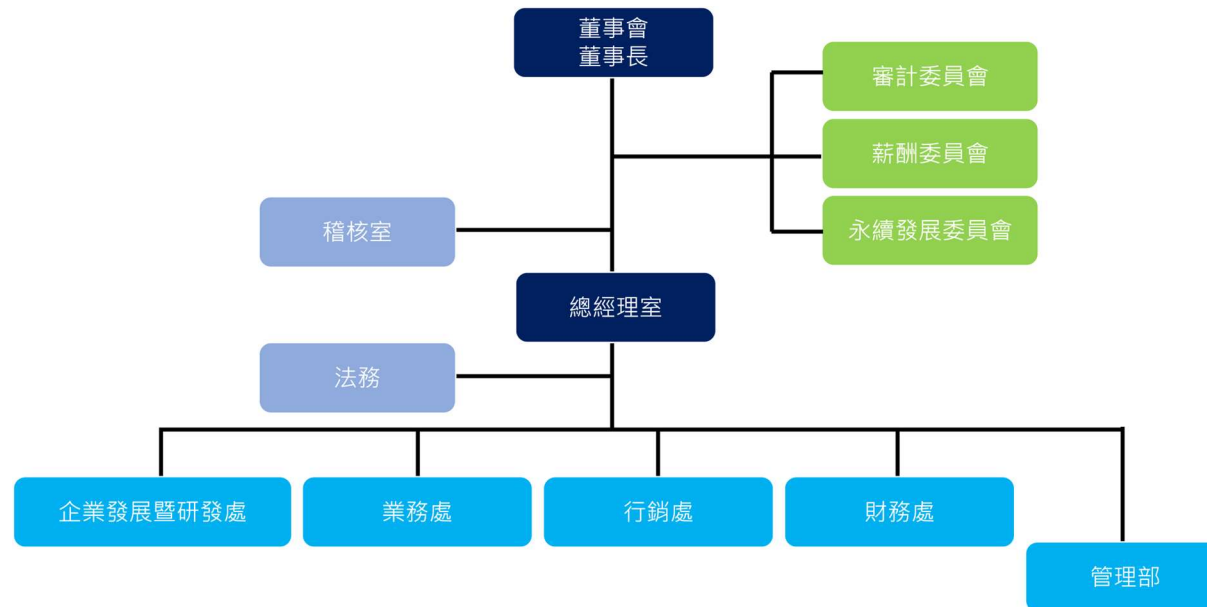 董事會
董事長
審計委員會
薪酬委員會
永續發展委員會
稽核室
總經理室
法務
企業發展暨研發處
業務處
行銷處
財務處
管理部